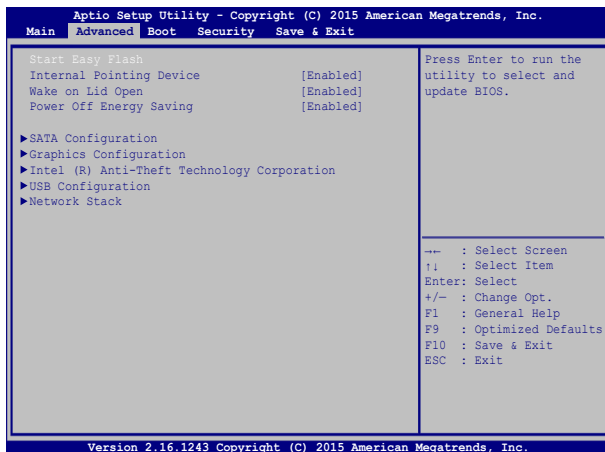 Aptio Setup Utility - Copyright (C) 2015 American Megatrends, Inc.
Main Advanced Boot Security Save & Exit
Start Easy Flash
Internal Pointing Device [Enabled]
Wake on Lid Open [Enabled]
Power Off Energy Saving [Enabled]
▶SATA Configuration
▶Graphics Configuration
▶Intel (R) Anti-Theft Technology Corporation
▶USB Configuration
▶Network Stack
Press Enter to run the
utility to select and
update BIOS.
→← : Select Screen
↑↓ : Select Item
Enter: Select
+/— : Change Opt.
F1 : General Help
F9 : Optimized Defaults
F10 : Save & Exit
ESC : Exit
Version 2.16.1243 Copyright (C) 2015 American Megatrends, Inc.